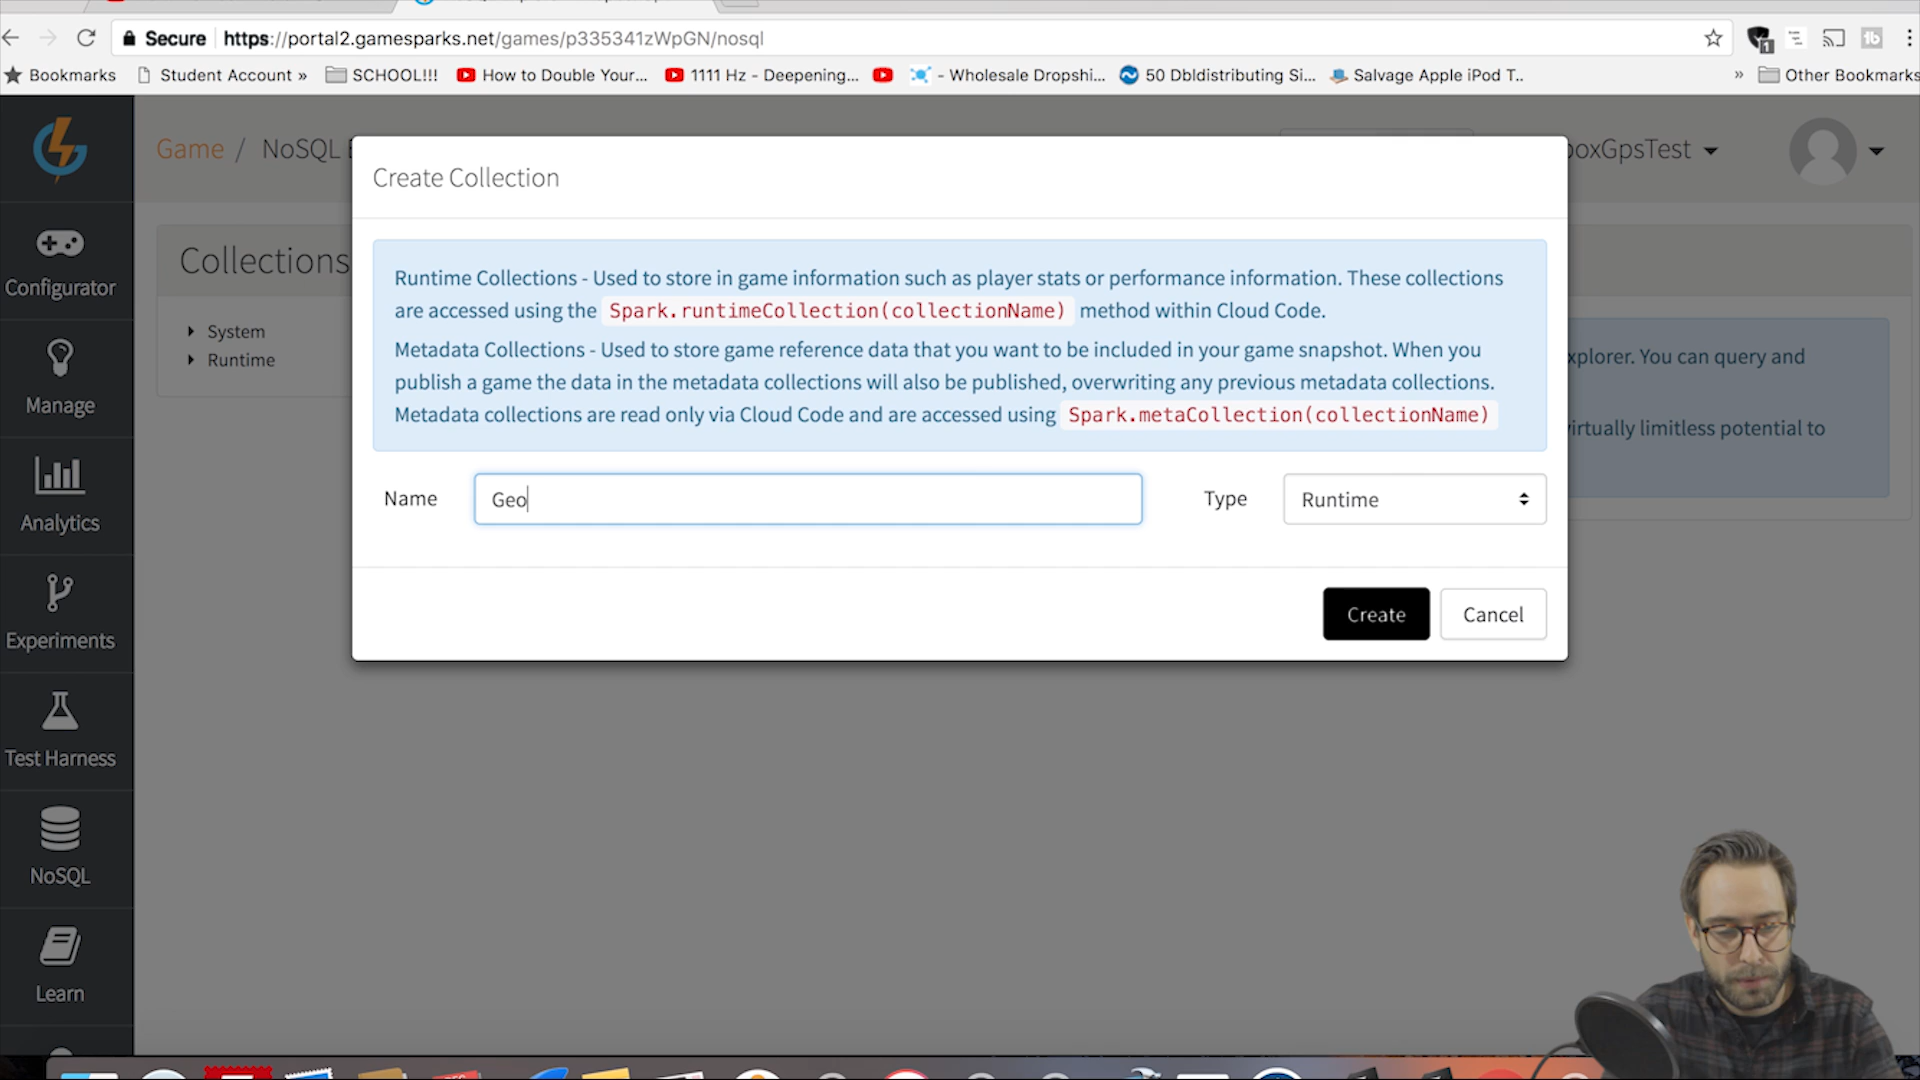 Secure https://portal2.gamesparks.net/games/p335341zWpGN/nosql
1
Bookmarks Student Account » SCHOOL!!! How to Double Your... 1111 Hz - Deepening... - Wholesale Dropshi... 50 Dbldistributing Si... Salvage Apple iPod T.. » Other Bookmarks
Game / NoSQL
oxGpsTest
Create Collection
Collections
System
Runtime
Runtime Collections - Used to store in game information such as player stats or performance information. These collections
are accessed using the Spark.runtimeCollection(collectionName) method within Cloud Code.
Metadata Collections - Used to store game reference data that you want to be included in your game snapshot. When you
publish a game the data in the metadata collections will also be published, overwriting any previous metadata collections.
Metadata collections are read only via Cloud Code and are accessed using Spark.metaCollection(collectionName)
xplorer. You can query and
virtually limitless potential to
Name Geo Type Runtime
Create Cancel
Configurator
Manage
Analytics
Experiments
Test Harness
NoSQL
Learn